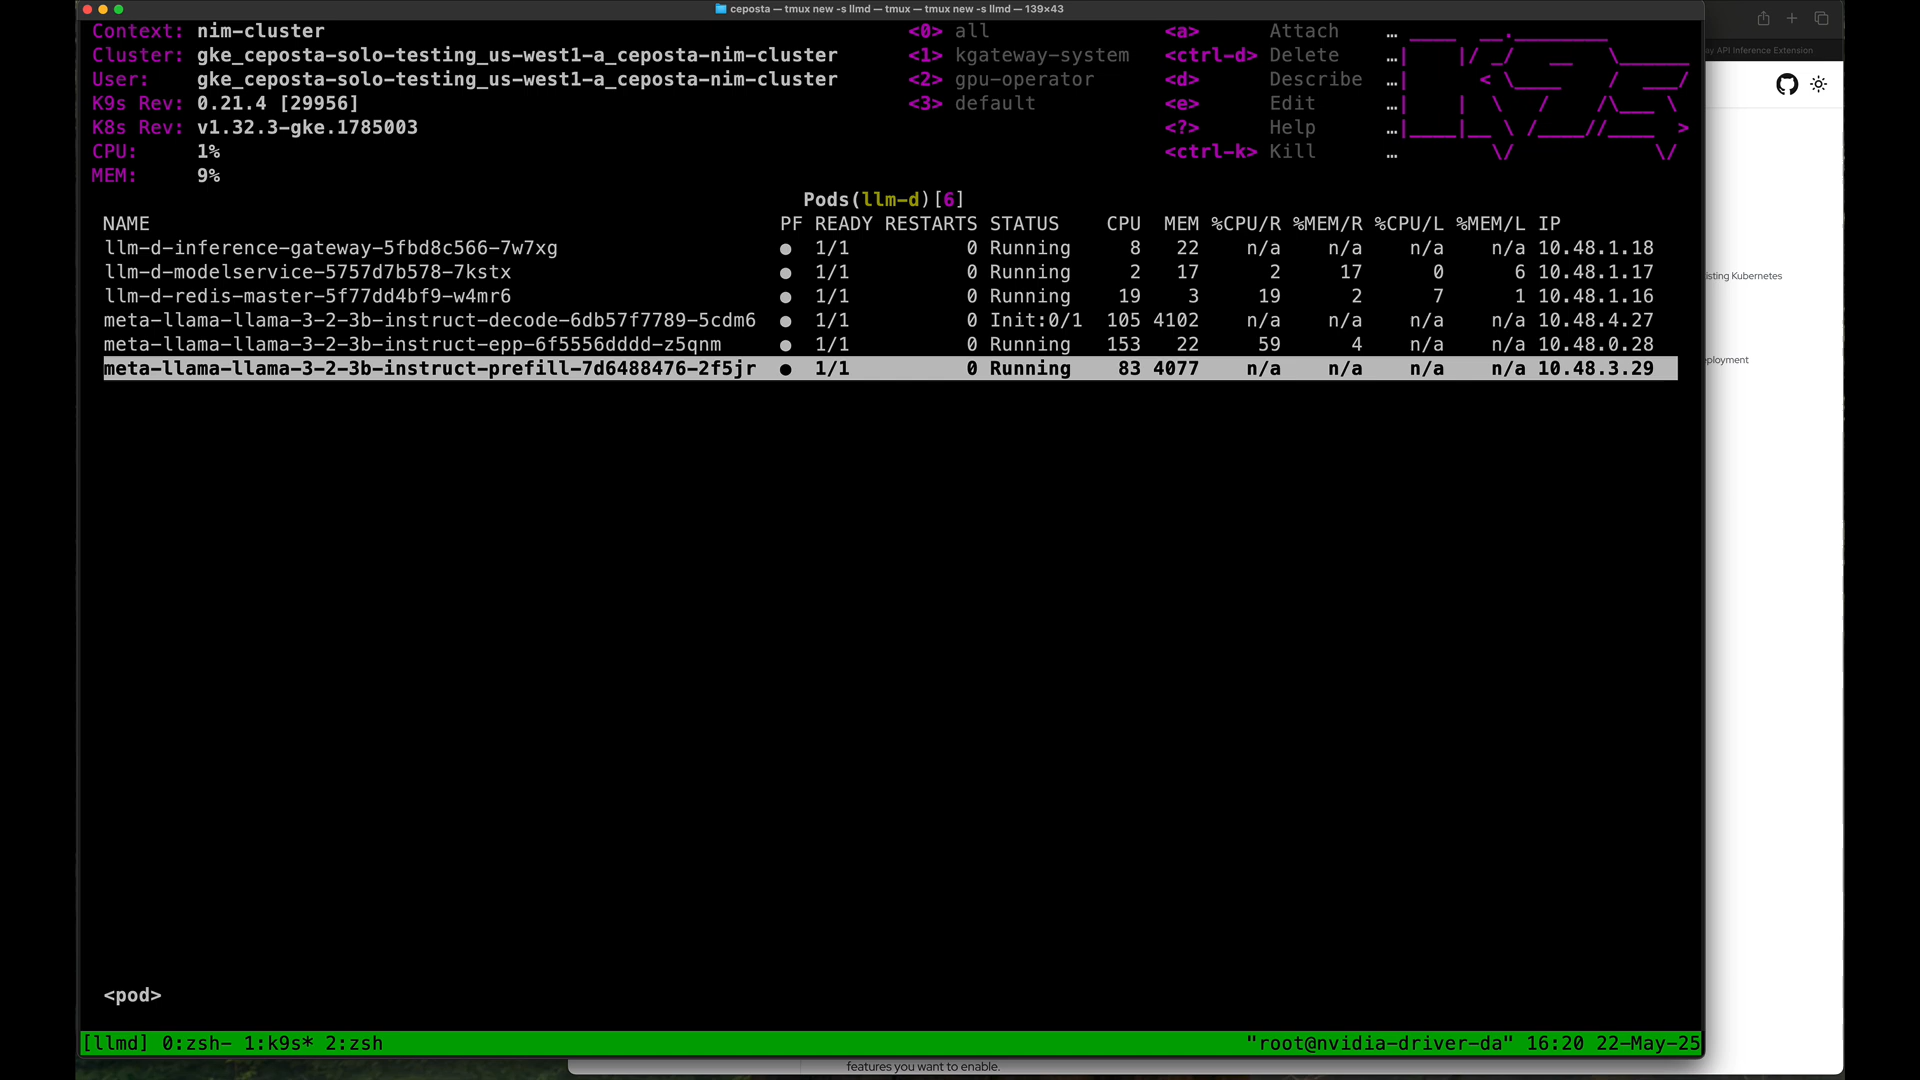 ceposta — tmux new -s llmd — tmux — tmux new -s llmd — 139×43
Context: nim-cluster <0> all <a> Attach …
Cluster: gke_ceposta-solo-testing_us-west1-a_ceposta-nim-cluster <1> kgateway-system <ctrl-d> Delete …
User: gke_ceposta-solo-testing_us-west1-a_ceposta-nim-cluster <2> gpu-operator <d> Describe …
K9s Rev: 0.21.4 [29956] <3> default <e> Edit …
K8s Rev: v1.32.3-gke.1785003 <?> Help …
CPU: 1% <ctrl-k> Kill …
MEM: 9%
Pods(llm-d)[6]
NAME PF READY RESTARTS STATUS CPU MEM %CPU/R %MEM/R %CPU/L %MEM/L IP
llm-d-inference-gateway-5fbd8c566-7w7xg ● 1/1 0 Running 8 22 n/a n/a n/a n/a 10.48.1.18
llm-d-modelservice-5757d7b578-7kstx ● 1/1 0 Running 2 17 2 17 0 6 10.48.1.17
llm-d-redis-master-5f77dd4bf9-w4mr6 ● 1/1 0 Running 19 3 19 2 7 1 10.48.1.16
meta-llama-llama-3-2-3b-instruct-decode-6db57f7789-5cdm6 ● 1/1 0 Init:0/1 105 4102 n/a n/a n/a n/a 10.48.4.27
meta-llama-llama-3-2-3b-instruct-epp-6f5556dddd-z5qnm ● 1/1 0 Running 153 22 59 4 n/a n/a 10.48.0.28
meta-llama-llama-3-2-3b-instruct-prefill-7d6488476-2f5jr ● 1/1 0 Running 83 4077 n/a n/a n/a n/a 10.48.3.29
<pod>
[llmd] 0:zsh- 1:k9s* 2:zsh "root@nvidia-driver-da" 16:20 22-May-25
API Inference Extension
Kubernetes
features you want to enable.